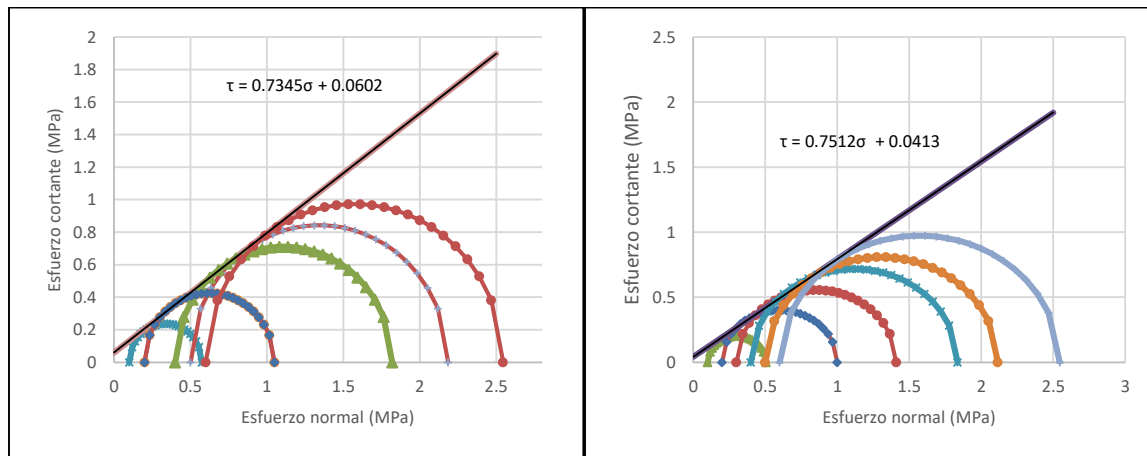 Esfuerzo cortante (MPa)
2
1.8
1.6
1.4
1.2
1
0.8
0.6
0.4
0.2
0
τ = 0.7345σ + 0.0602
0 0.5 1 1.5 2 2.5
Esfuerzo normal (MPa)
Esfuerzo cortante (MPa)
2.5
2
1.5
1
0.5
0
τ = 0.7512σ + 0.0413
0 0.5 1 1.5 2 2.5 3
Esfuerzo normal (MPa)